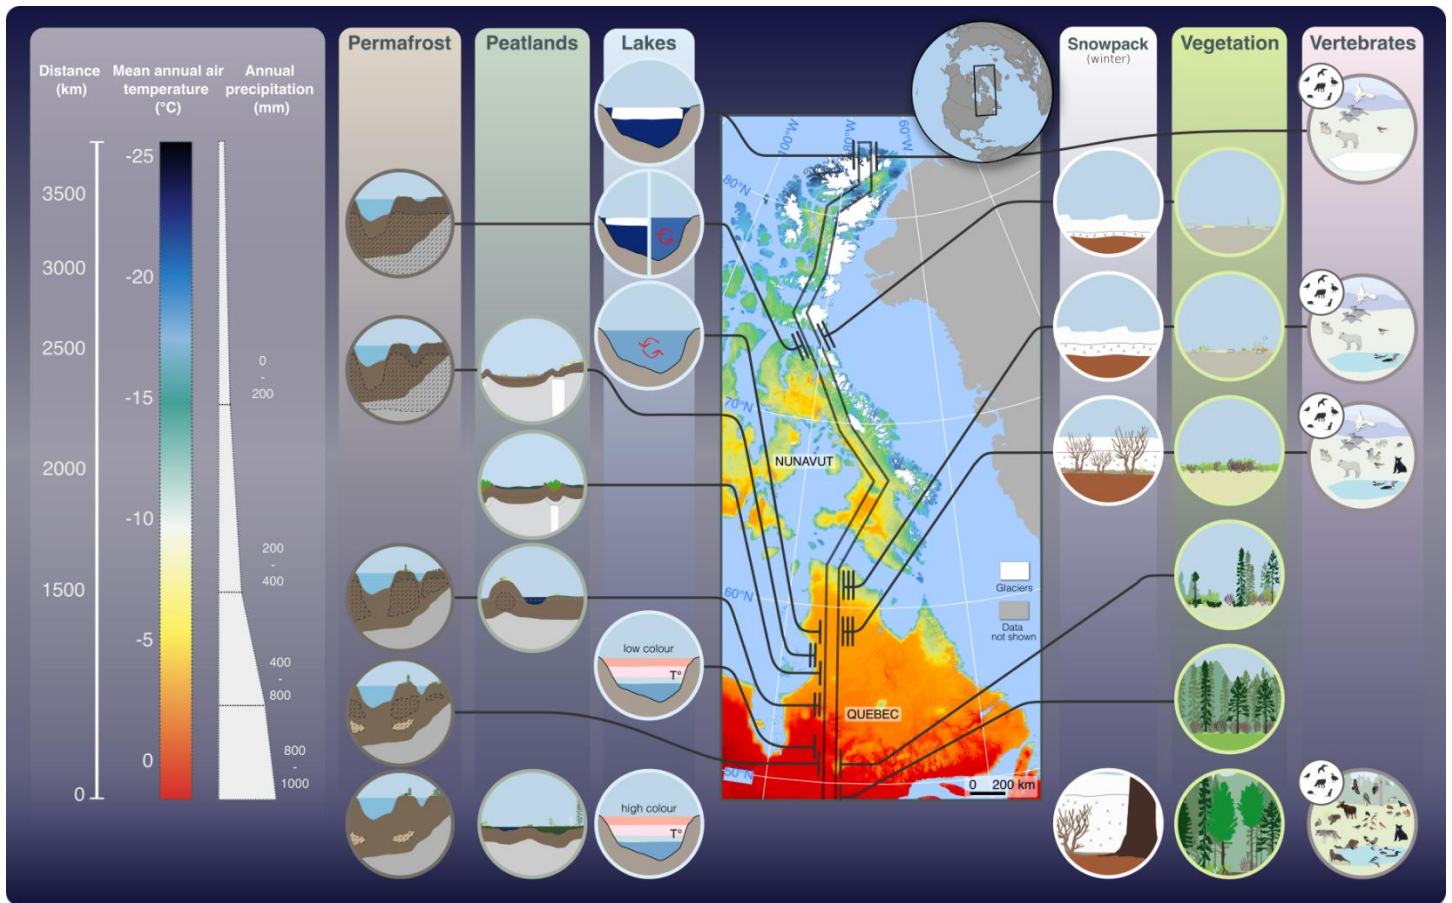 Distance
(km)
Mean annual air
temperature
(°C)
Annual
precipitation
(mm)
3500
3000
2500
2000
1500
0
-25
-20
-15
-10
-5
0
0
-
200
200
-
400
400
-
800
800
-
1000
Permafrost
Peatlands
Lakes
low colour
T°
high colour
T°
100°W
80°W
60°W
80°N
70°N
60°N
50°N
NUNAVUT
QUEBEC
Glaciers
Data
not shown
0 200 km
Snowpack
(winter)
Vegetation
Vertebrates